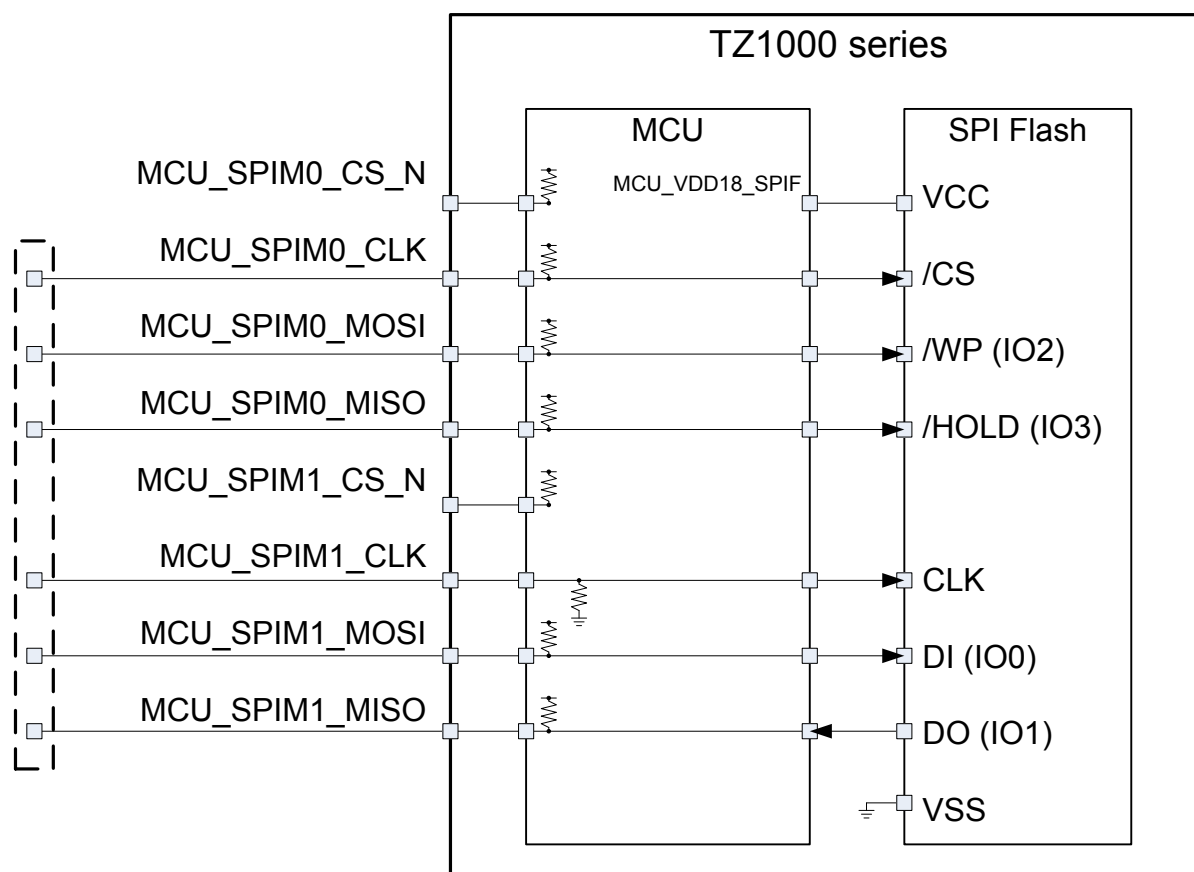 TZ1000 series
MCU
SPI Flash
MCU_SPIM0_CS_N
MCU_VDD18_SPIF
VCC
MCU_SPIM0_CLK
/CS
MCU_SPIM0_MOSI
/WP (IO2)
MCU_SPIM0_MISO
/HOLD (IO3)
MCU_SPIM1_CS_N
MCU_SPIM1_CLK
CLK
MCU_SPIM1_MOSI
DI (IO0)
MCU_SPIM1_MISO
DO (IO1)
VSS